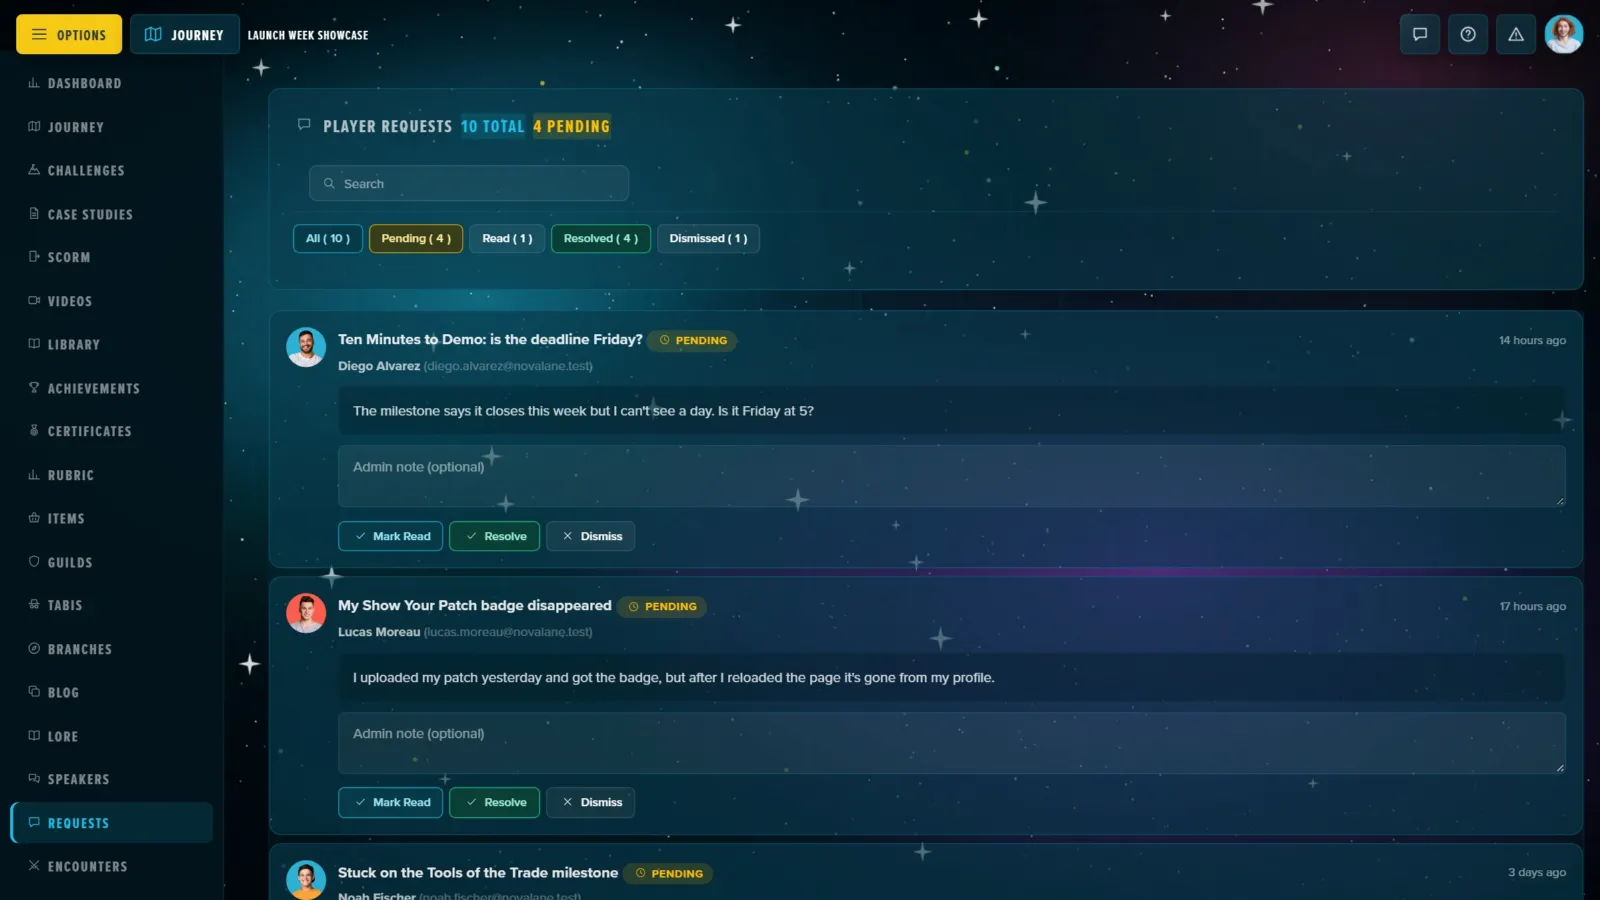 OPTIONS
JOURNEY
LAUNCH WEEK SHOWCASE
DASHBOARD
JOURNEY
CHALLENGES
CASE STUDIES
SCORM
VIDEOS
LIBRARY
ACHIEVEMENTS
CERTIFICATES
RUBRIC
ITEMS
GUILDS
TABIS
BRANCHES
BLOG
LORE
SPEAKERS
REQUESTS
ENCOUNTERS
PLAYER REQUESTS 10 TOTAL 4 PENDING
Search
All ( 10 ) Pending ( 4 ) Read ( 1 ) Resolved ( 4 ) Dismissed ( 1 )
Ten Minutes to Demo: is the deadline Friday? PENDING 14 hours ago
Diego Alvarez (diego.alvarez@novalane.test)
The milestone says it closes this week but I can't see a day. Is it Friday at 5?
Admin note (optional)
Mark Read Resolve Dismiss
My Show Your Patch badge disappeared PENDING 17 hours ago
Lucas Moreau (lucas.moreau@novalane.test)
I uploaded my patch yesterday and got the badge, but after I reloaded the page it's gone from my profile.
Admin note (optional)
Mark Read Resolve Dismiss
Stuck on the Tools of the Trade milestone PENDING 3 days ago
Noah Fischer (noah.fischer@novalane.test)